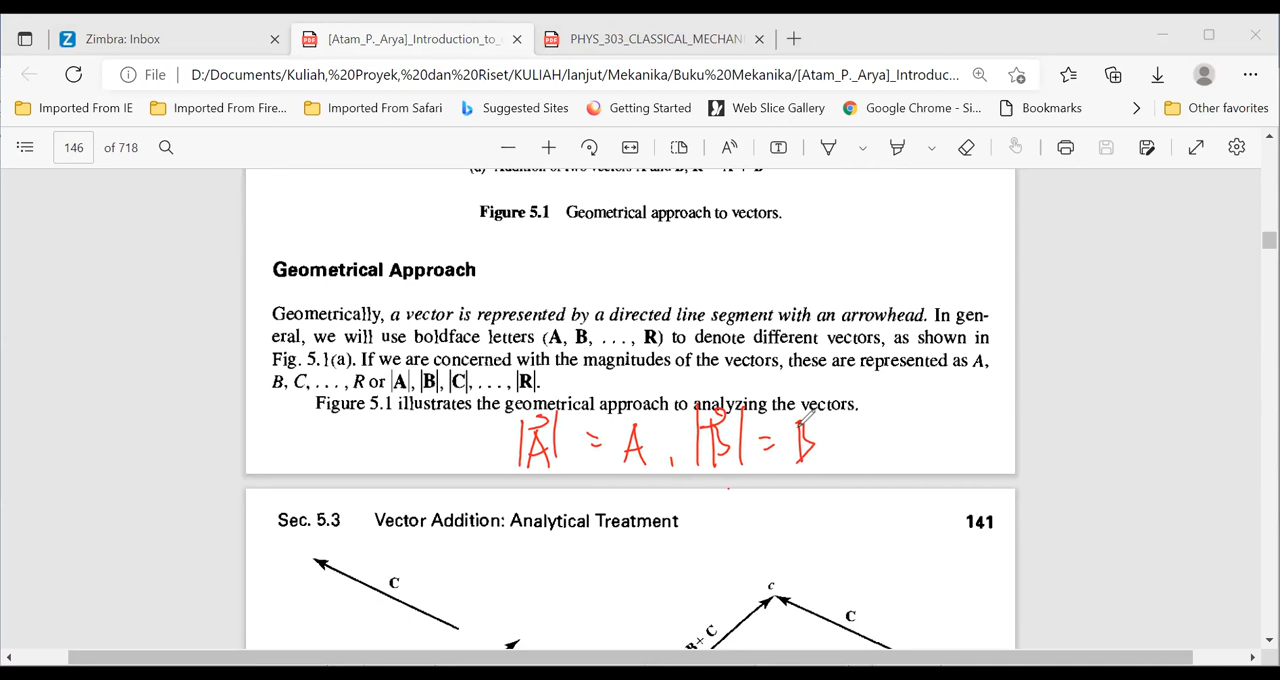 Zimbra: Inbox
[Atam_P._Arya]_Introduction_to_
PHYS_303_CLASSICAL_MECHAN
File
D:/Documents/Kuliah,%20Proyek,%20dan%20Riset/KULIAH/lanjut/Mekanika/Buku%20Mekanika/[Atam_P._Arya]_Introduc...
Imported From IE
Imported From Fire...
Imported From Safari
Suggested Sites
Getting Started
Web Slice Gallery
Google Chrome - Si...
Bookmarks
Other favorites
146 of 718
Figure 5.1 Geometrical approach to vectors.
Geometrical Approach
Geometrically, a vector is represented by a directed line segment with an arrowhead. In gen-
eral, we will use boldface letters (A, B, . . . , R) to denote different vectors, as shown in
Fig. 5.1(a). If we are concerned with the magnitudes of the vectors, these are represented as A,
B, C, . . . , R or |A|, |B|, |C|, . . . , |R|.
Figure 5.1 illustrates the geometrical approach to analyzing the vectors.
|A⃗| = A, |B⃗| = B
Sec. 5.3 Vector Addition: Analytical Treatment 141
C
c
C
B + C